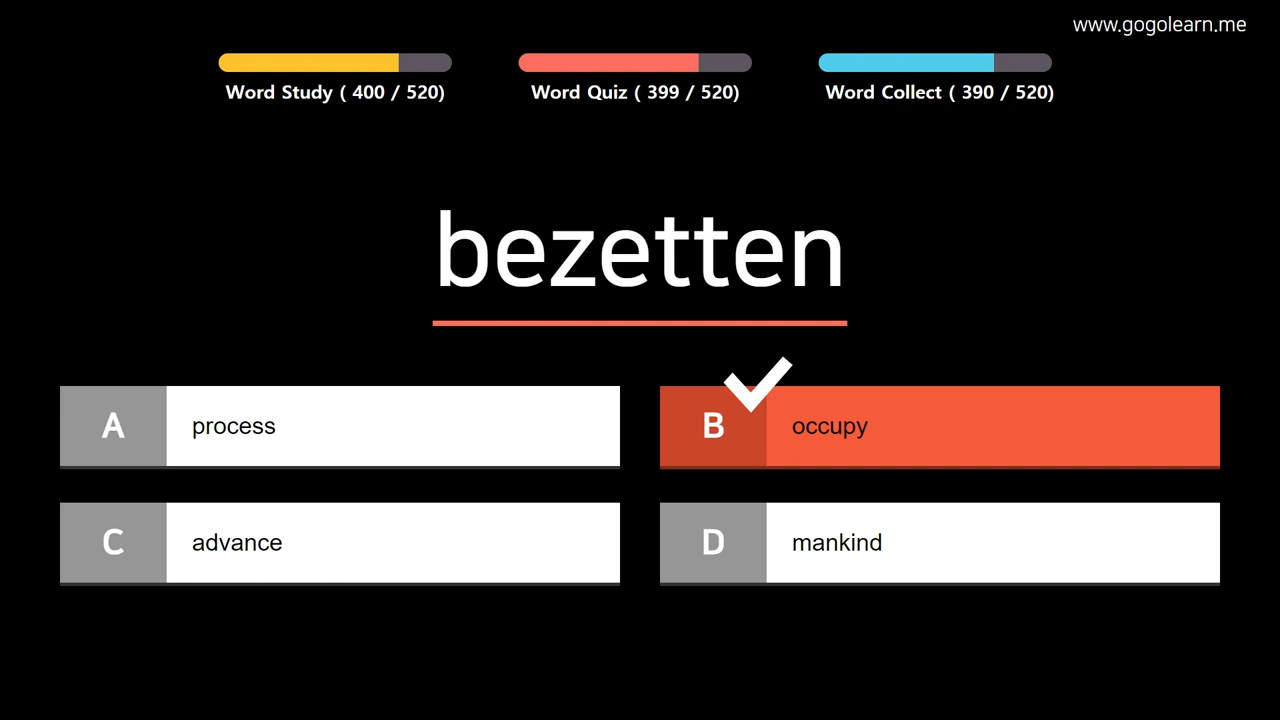 www.gogolearn.me
Word Study ( 400 / 520)
Word Quiz ( 399 / 520)
Word Collect ( 390 / 520)
bezetten
A process
B occupy
C advance
D mankind